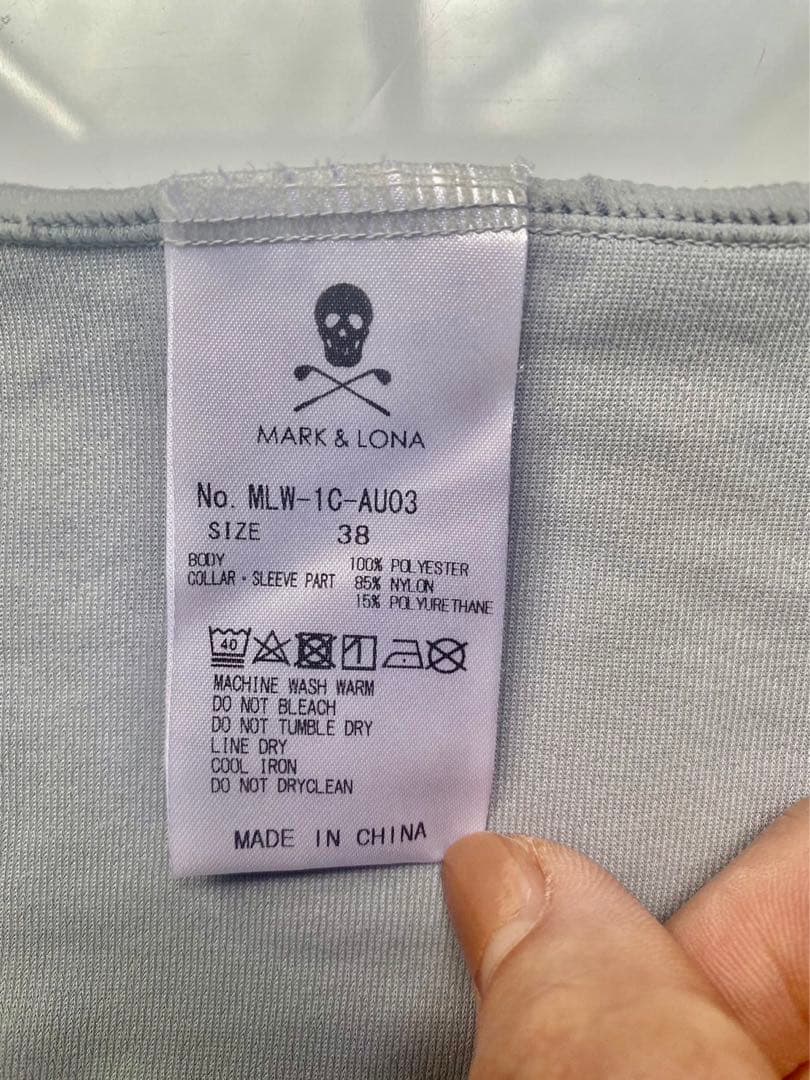 MARK & LONA
No. MLW-1C-AU03
SIZE 38
BODY 100% POLYESTER
COLLAR・SLEEVE PART 85% NYLON
15% POLYURETHANE
40
MACHINE WASH WARM
DO NOT BLEACH
DO NOT TUMBLE DRY
LINE DRY
COOL IRON
DO NOT DRYCLEAN
MADE IN CHINA